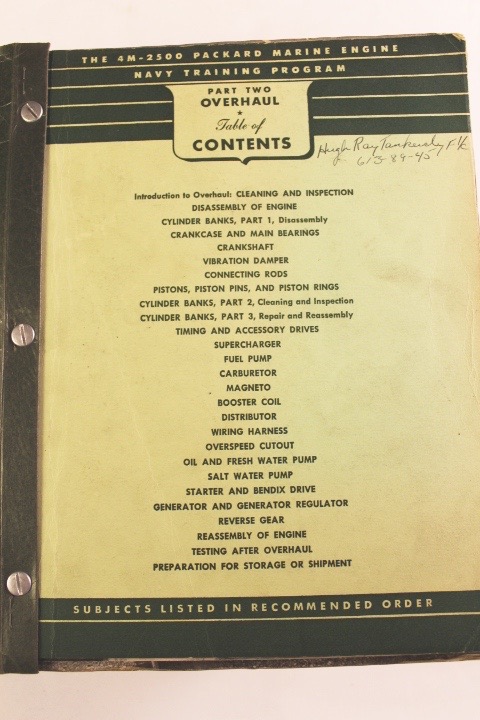 THE 4M-2500 PACKARD MARINE ENGINE
NAVY TRAINING PROGRAM
PART TWO
OVERHAUL
Table of
CONTENTS
Hugh Ray Tankersly F1/c
613-89-45
Introduction to Overhaul: CLEANING AND INSPECTION
DISASSEMBLY OF ENGINE
CYLINDER BANKS, PART 1, Disassembly
CRANKCASE AND MAIN BEARINGS
CRANKSHAFT
VIBRATION DAMPER
CONNECTING RODS
PISTONS, PISTON PINS, AND PISTON RINGS
CYLINDER BANKS, PART 2, Cleaning and Inspection
CYLINDER BANKS, PART 3, Repair and Reassembly
TIMING AND ACCESSORY DRIVES
SUPERCHARGER
FUEL PUMP
CARBURETOR
MAGNETO
BOOSTER COIL
DISTRIBUTOR
WIRING HARNESS
OVERSPEED CUTOUT
OIL AND FRESH WATER PUMP
SALT WATER PUMP
STARTER AND BENDIX DRIVE
GENERATOR AND GENERATOR REGULATOR
REVERSE GEAR
REASSEMBLY OF ENGINE
TESTING AFTER OVERHAUL
PREPARATION FOR STORAGE OR SHIPMENT
SUBJECTS LISTED IN RECOMMENDED ORDER